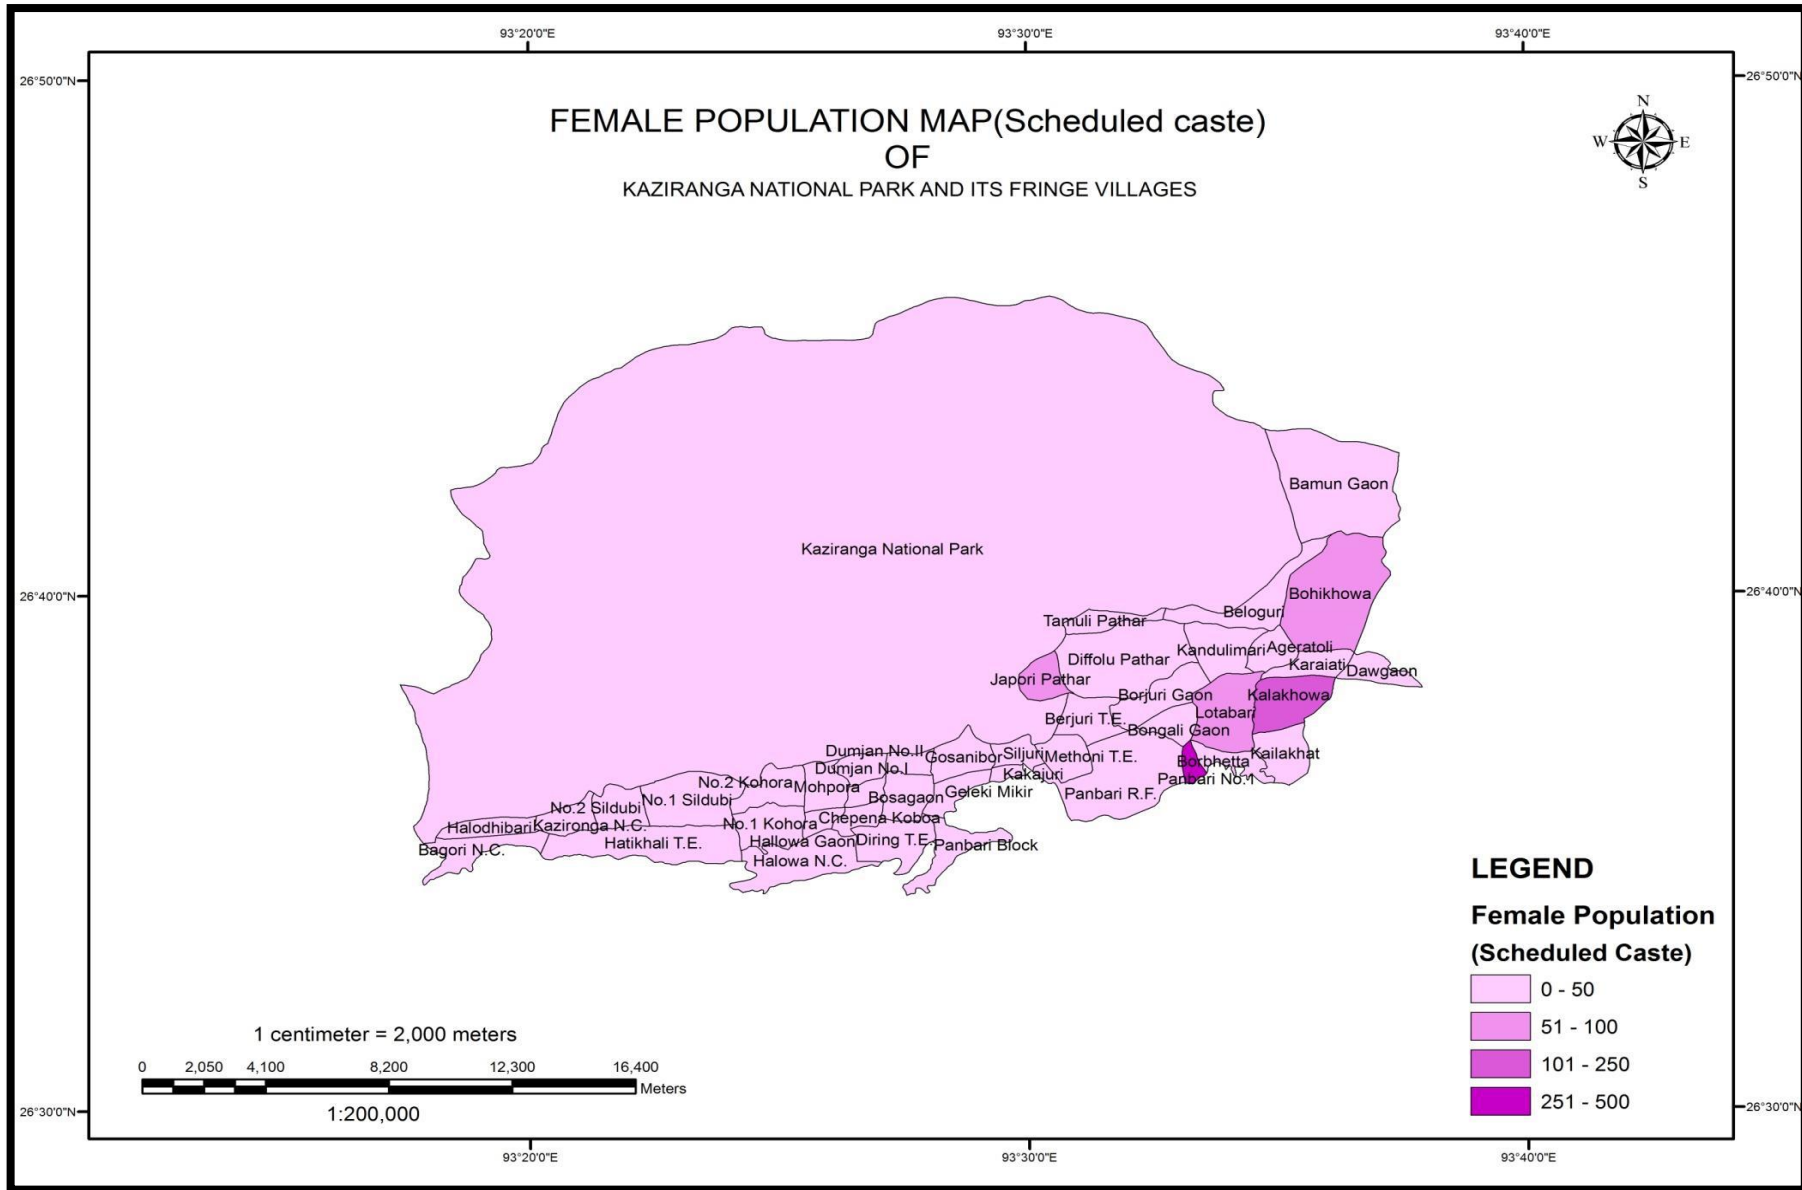 93°20'0"E
93°30'0"E
93°40'0"E
26°50'0"N
26°50'0"N
FEMALE POPULATION MAP(Scheduled caste)
OF
KAZIRANGA NATIONAL PARK AND ITS FRINGE VILLAGES
N
W
E
S
Bamun Gaon
Kaziranga National Park
26°40'0"N
26°40'0"N
Bohikhowa
Beloguri
Tamuli Pathar
Kandulimari
Ageratoli
Diffolu Pathar
Karaiati
Dawgaon
Japori Pathar
Borjuri Gaon
Kalakhowa
Lotabari
Berjuri T.E.
Bongali Gaon
Dumjan No.II
Gosanibor
Siljuri
Methoni T.E.
Borbhetta
Kailakhat
Dumjan No.I
Kakajuri
Panbari No.1
No.2 Kohora
Mohpora
Geleki Mikir
Panbari R.F.
No.1 Sildubi
Bosagaon
No.2 Sildubi
Chepena Koboa
Halodhibari
Kazironga N.C.
No.1 Kohora
Hatikhali T.E.
Hallowa Gaon
Diring T.E.
Panbari Block
Bagori N.C.
Halowa N.C.
LEGEND
Female Population
(Scheduled Caste)
0 - 50
51 - 100
101 - 250
251 - 500
1 centimeter = 2,000 meters
0 2,050 4,100 8,200 12,300 16,400
Meters
1:200,000
26°30'0"N
26°30'0"N
93°20'0"E
93°30'0"E
93°40'0"E